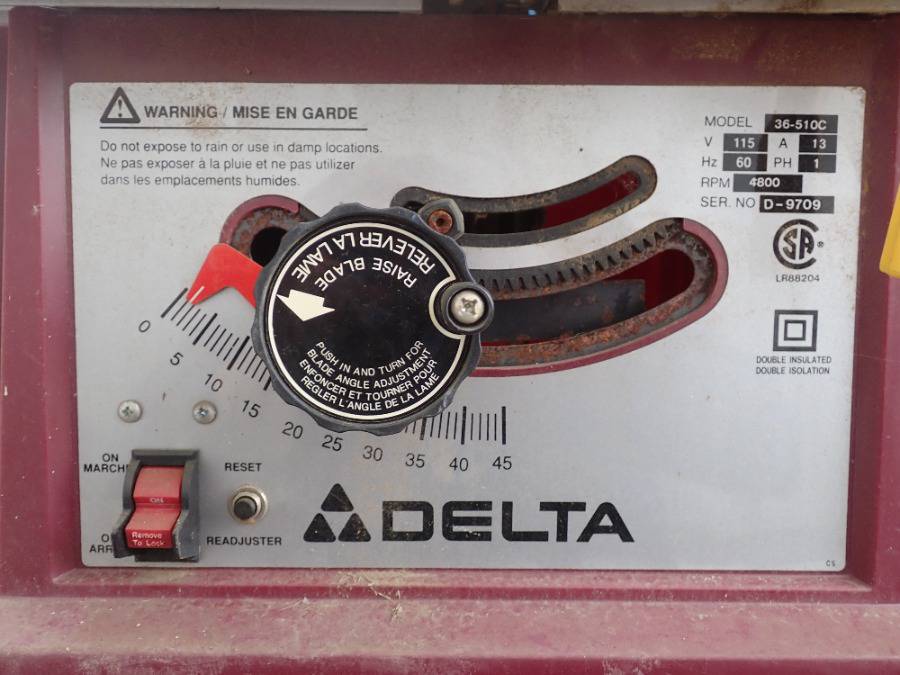 WARNING / MISE EN GARDE
Do not expose to rain or use in damp locations.
Ne pas exposer à la pluie et ne pas utiliser
dans les emplacements humides.
MODEL 36-510C
V 115 A 13
Hz 60 PH 1
RPM 4800
SER. NO D-9709
SA
LR88204
DOUBLE INSULATED
DOUBLE ISOLATION
RAISE BLADE
RELEVER LA LAME
PUSH IN AND TURN FOR
BLADE ANGLE ADJUSTMENT
ENFONCER ET TOURNER POUR
RÉGLER L'ANGLE DE LA LAME
0 5 10 15 20 25 30 35 40 45
ON
MARCHE
ON
Remove
To Lock
RESET
READJUSTER
DELTA
CS